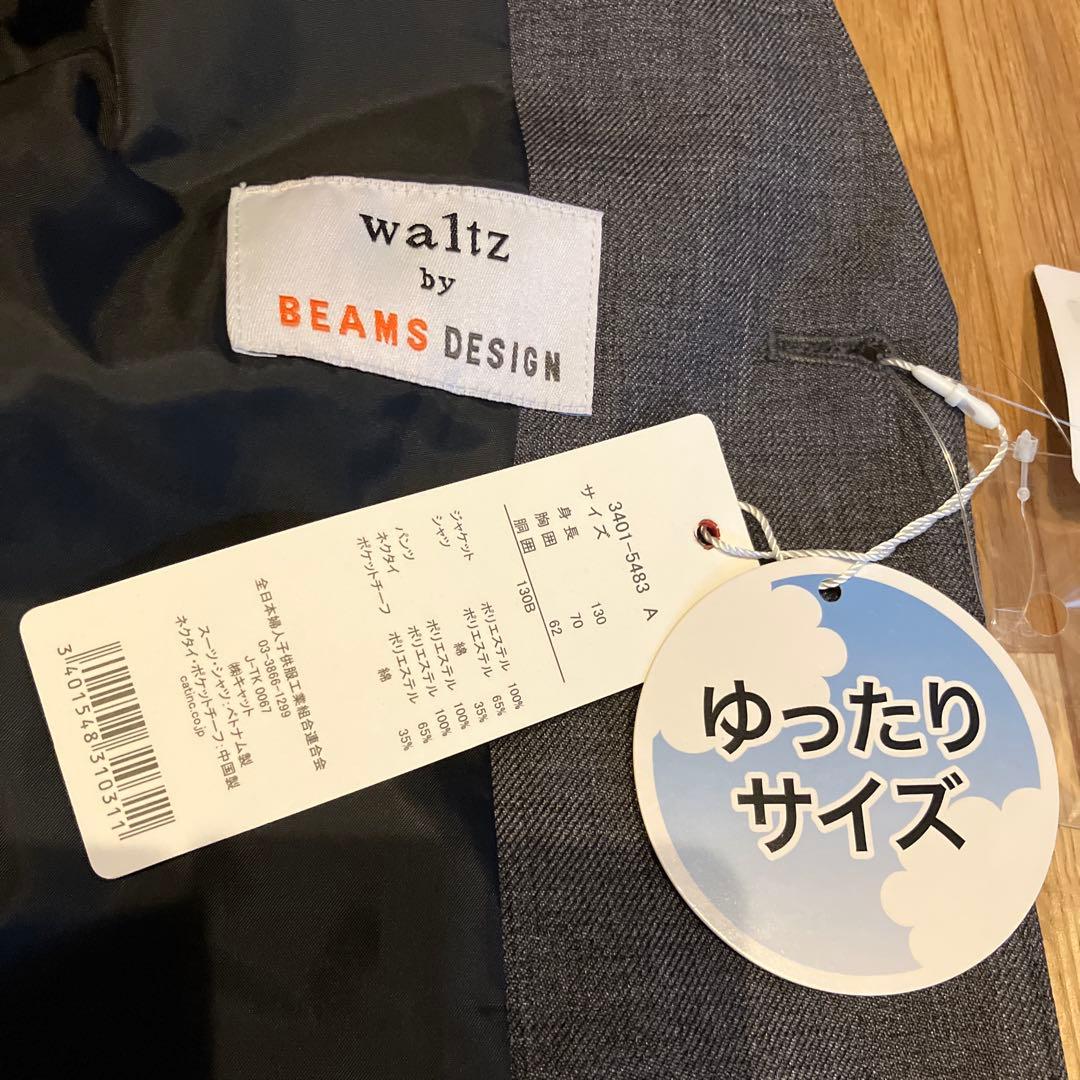 waltz
by
BEAMS DESIGN
3401-5483 A
サイズ 130
身長 70
胸囲 62
胴囲
130B
ジャケット ポリエステル 100%
シャツ ポリエステル 65%
綿 35%
パンツ ポリエステル 100%
ネクタイ ポリエステル 100%
ポケットチーフ ポリエステル 65%
綿 35%
全日本婦人子供服工業組合連合会
03-3866-1299
J-TK 0067
㈱キャット
スーツ・シャツ:ベトナム製
ネクタイ・ポケットチーフ:中国製
catinc.co.jp
3401548310311
ゆったり
サイズ